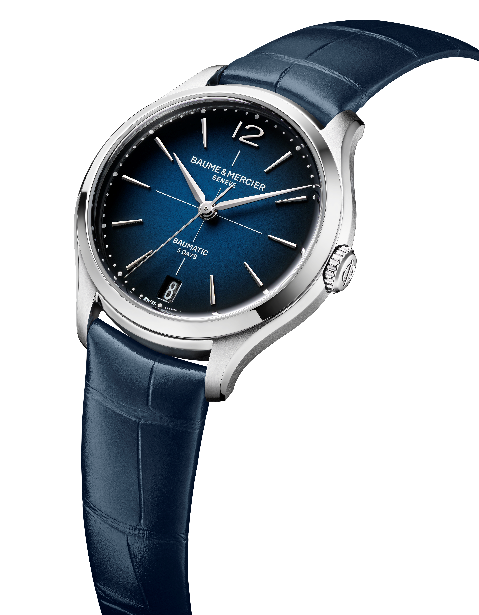 12
BAUME & MERCIER
GENEVE
BAUMATIC
5 DAYS
8